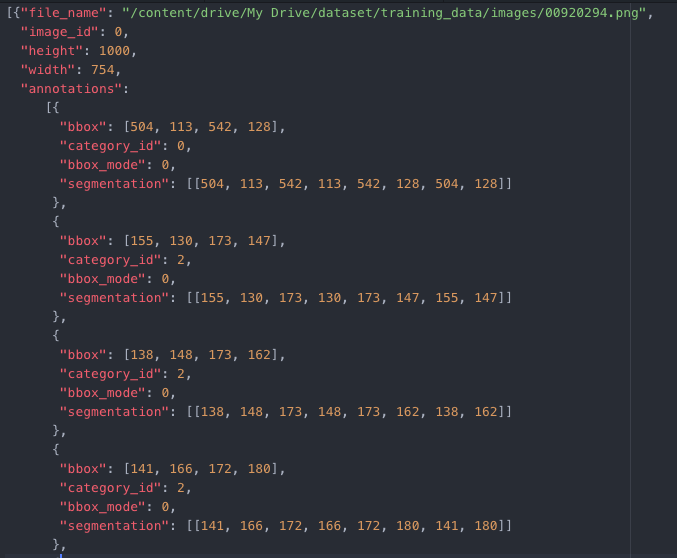 [{"file_name": "/content/drive/My Drive/dataset/training_data/images/00920294.png",
"image_id": 0,
"height": 1000,
"width": 754,
"annotations":
[{
"bbox": [504, 113, 542, 128],
"category_id": 0,
"bbox_mode": 0,
"segmentation": [[504, 113, 542, 113, 542, 128, 504, 128]]
},
{
"bbox": [155, 130, 173, 147],
"category_id": 2,
"bbox_mode": 0,
"segmentation": [[155, 130, 173, 130, 173, 147, 155, 147]]
},
{
"bbox": [138, 148, 173, 162],
"category_id": 2,
"bbox_mode": 0,
"segmentation": [[138, 148, 173, 148, 173, 162, 138, 162]]
},
{
"bbox": [141, 166, 172, 180],
"category_id": 2,
"bbox_mode": 0,
"segmentation": [[141, 166, 172, 166, 172, 180, 141, 180]]
},